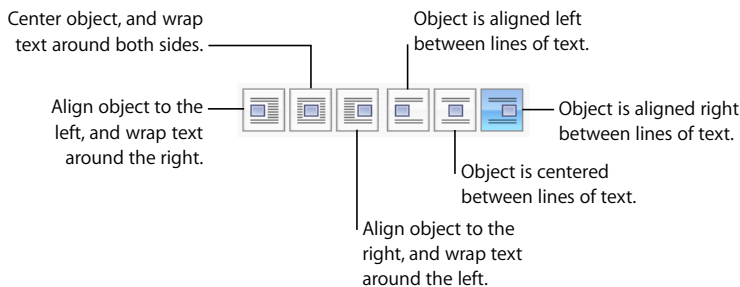 Center object, and wrap
text around both sides.
Object is aligned left
between lines of text.
Align object to the
left, and wrap text
around the right.
Object is aligned right
between lines of text.
Object is centered
between lines of text.
Align object to the
right, and wrap text
around the left.